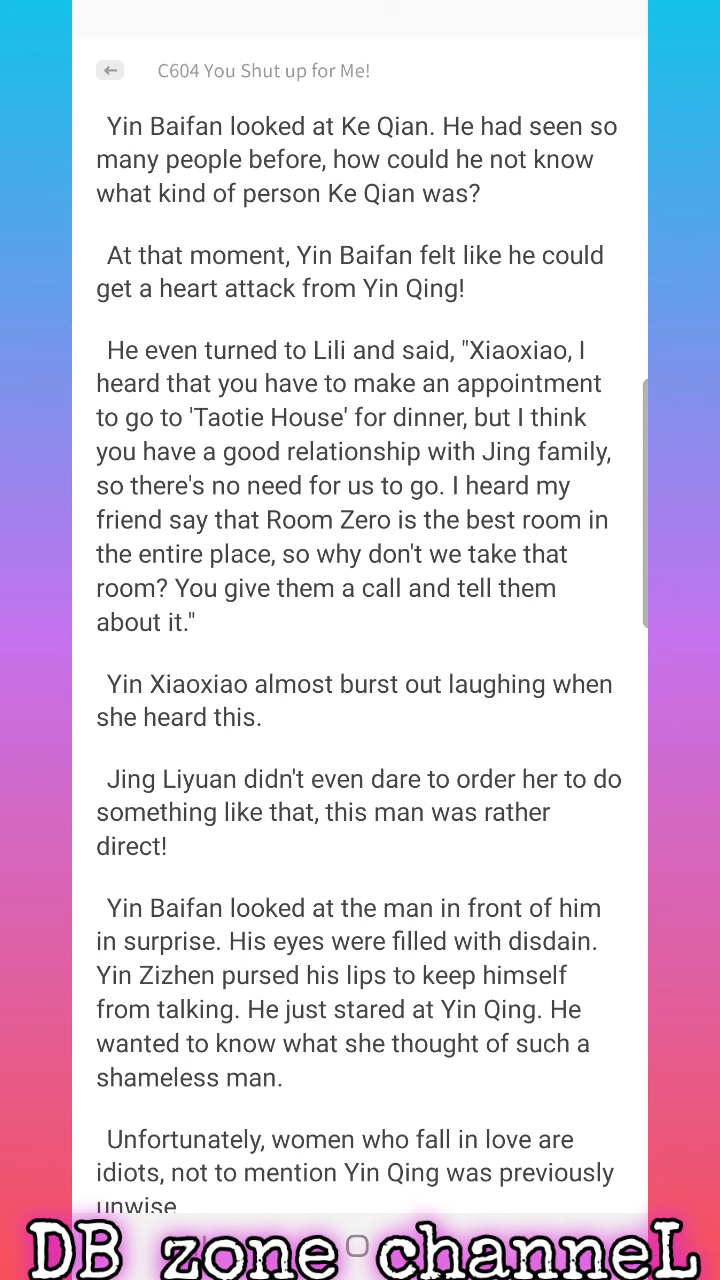 C604 You Shut up for Me!
Yin Baifan looked at Ke Qian. He had seen so
many people before, how could he not know
what kind of person Ke Qian was?
At that moment, Yin Baifan felt like he could
get a heart attack from Yin Qing!
He even turned to Lili and said, "Xiaoxiao, I
heard that you have to make an appointment
to go to 'Taotie House' for dinner, but I think
you have a good relationship with Jing family,
so there's no need for us to go. I heard my
friend say that Room Zero is the best room in
the entire place, so why don't we take that
room? You give them a call and tell them
about it."
Yin Xiaoxiao almost burst out laughing when
she heard this.
Jing Liyuan didn't even dare to order her to do
something like that, this man was rather
direct!
Yin Baifan looked at the man in front of him
in surprise. His eyes were filled with disdain.
Yin Zizhen pursed his lips to keep himself
from talking. He just stared at Yin Qing. He
wanted to know what she thought of such a
shameless man.
Unfortunately, women who fall in love are
idiots, not to mention Yin Qing was previously
unwise
DB zone channeL